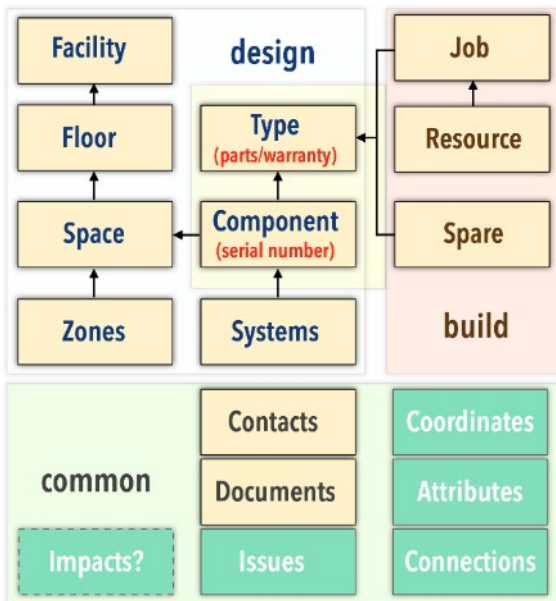 Facility
design
Job
Floor
Type
(parts/warranty)
Resource
Space
Component
(serial number)
Spare
Zones
Systems
build
Contacts
Coordinates
common
Documents
Attributes
Impacts?
Issues
Connections